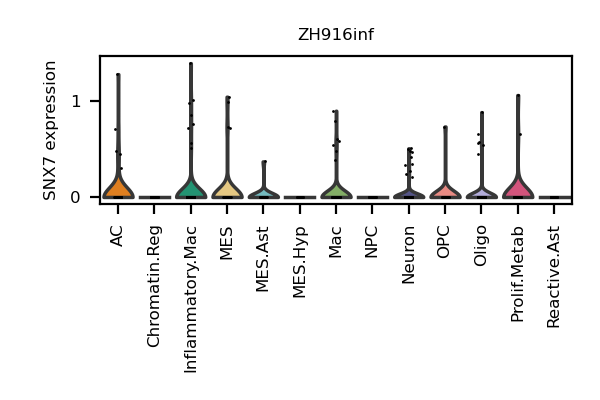 ZH916inf
SNX7 expression
1
0
AC
Chromatin.Reg
Inflammatory.Mac
MES
MES.Ast
MES.Hyp
Mac
NPC
Neuron
OPC
Oligo
Prolif.Metab
Reactive.Ast